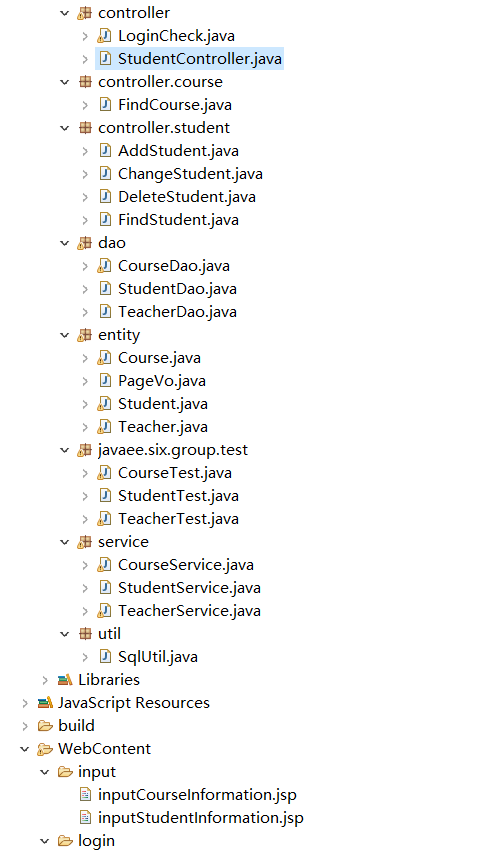 controller
LoginCheck.java
StudentController.java
controller.course
FindCourse.java
controller.student
AddStudent.java
ChangeStudent.java
DeleteStudent.java
FindStudent.java
dao
CourseDao.java
StudentDao.java
TeacherDao.java
entity
Course.java
PageVo.java
Student.java
Teacher.java
javaee.six.group.test
CourseTest.java
StudentTest.java
TeacherTest.java
service
CourseService.java
StudentService.java
TeacherService.java
util
SqlUtil.java
Libraries
JavaScript Resources
build
WebContent
input
inputCourseInformation.jsp
inputStudentInformation.jsp
login